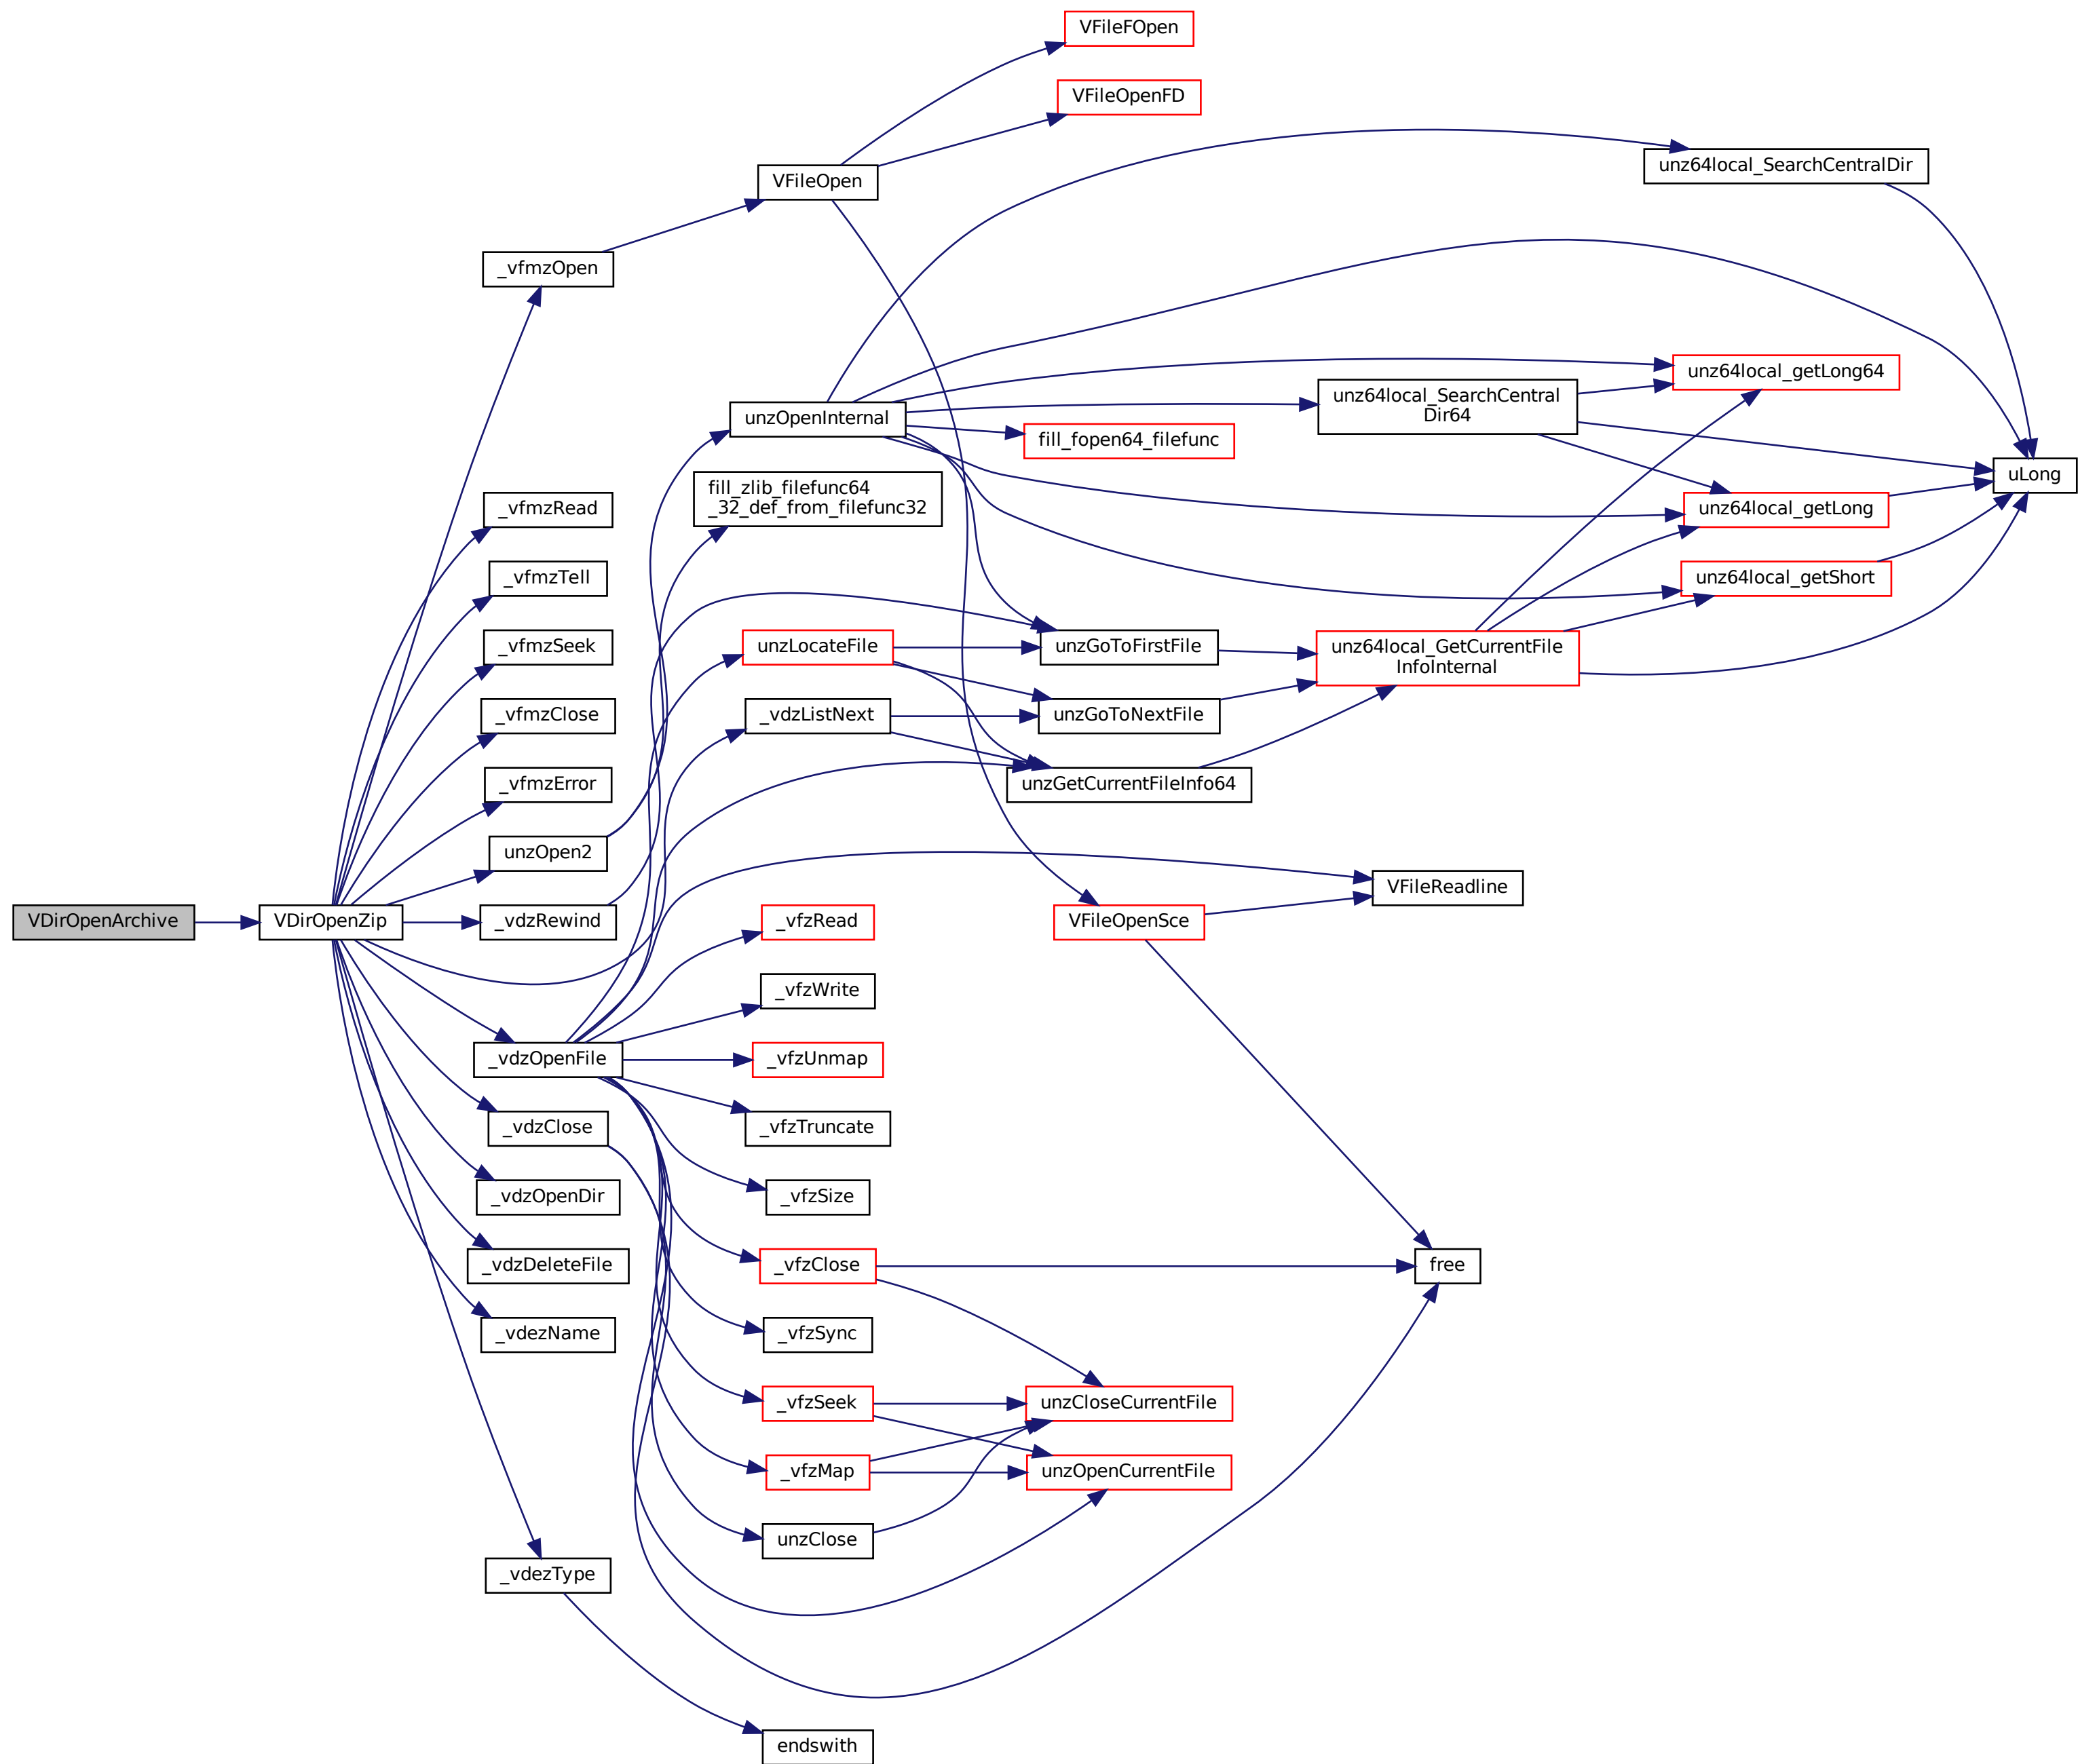 VFileFOpen
VFileOpenFD
unz64local_SearchCentralDir
VFileOpen
_vfmzOpen
unz64local_getLong64
unz64local_SearchCentral
Dir64
unzOpenInternal
fill_fopen64_filefunc
uLong
fill_zlib_filefunc64
_32_def_from_filefunc32
_vfmzRead
unz64local_getLong
_vfmzTell
unz64local_getShort
_vfmzSeek
unzLocateFile
unzGoToFirstFile
unz64local_GetCurrentFile
InfoInternal
_vfmzClose
_vdzListNext
unzGoToNextFile
_vfmzError
unzGetCurrentFileInfo64
unzOpen2
VFileReadline
VDirOpenArchive
VDirOpenZip
_vdzRewind
_vfzRead
VFileOpenSce
_vfzWrite
_vdzOpenFile
_vfzUnmap
_vdzClose
_vfzTruncate
_vdzOpenDir
_vfzSize
_vdzDeleteFile
_vfzClose
free
_vdezName
_vfzSync
_vfzSeek
unzCloseCurrentFile
_vfzMap
unzOpenCurrentFile
unzClose
_vdezType
endswith